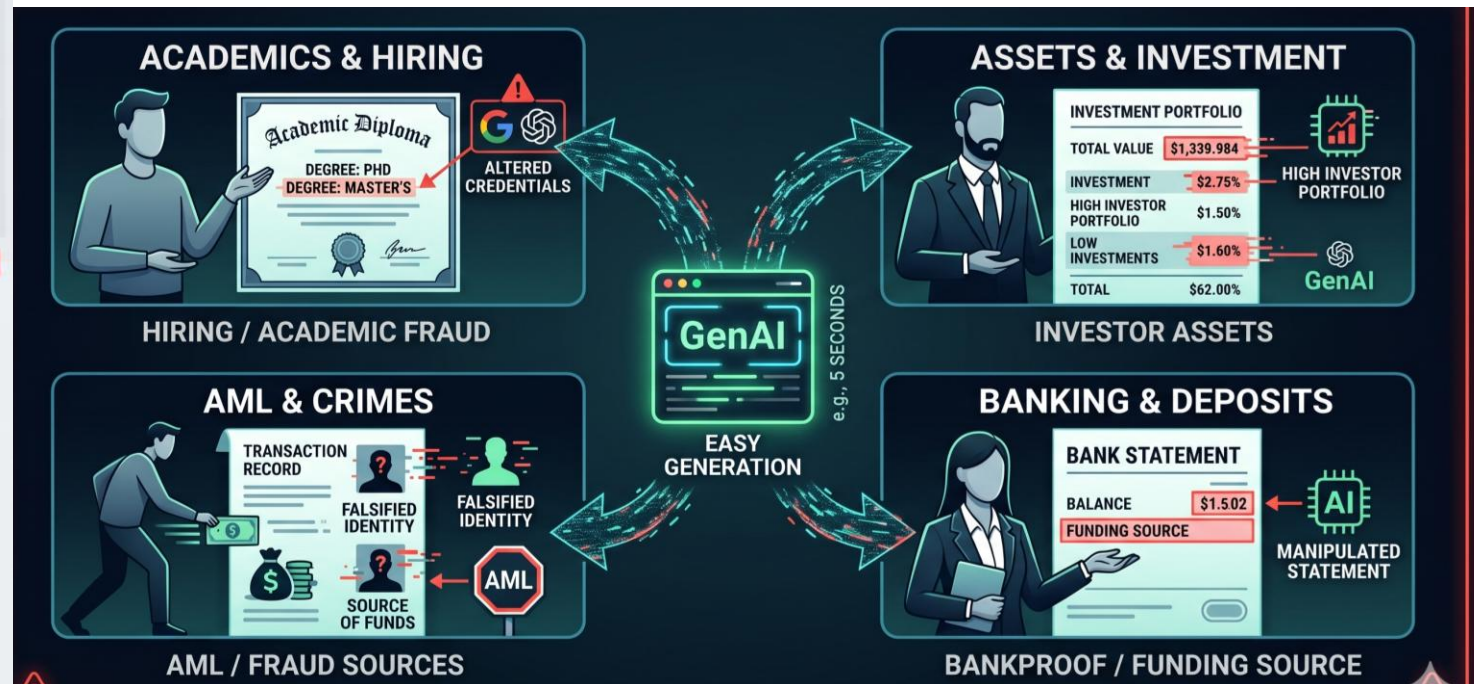 ACADEMICS & HIRING
Academic Diploma
DEGREE: PHD
DEGREE: MASTER'S
ALTERED
CREDENTIALS
HIRING / ACADEMIC FRAUD
ASSETS & INVESTMENT
INVESTMENT PORTFOLIO
TOTAL VALUE $1,339.984
INVESTMENT $2.75%
HIGH INVESTOR
PORTFOLIO $1.50%
LOW
INVESTMENTS $1.60%
TOTAL $62.00%
HIGH INVESTOR
PORTFOLIO
GenAI
INVESTOR ASSETS
GenAI
e.g., 5 SECONDS
EASY
GENERATION
AML & CRIMES
TRANSACTION
RECORD
?
FALSIFIED
IDENTITY
FALSIFIED
IDENTITY
$
$
?
SOURCE
OF FUNDS
AML
AML / FRAUD SOURCES
BANKING & DEPOSITS
BANK STATEMENT
BALANCE $1.5.02
FUNDING SOURCE
AI
MANIPULATED
STATEMENT
BANKPROOF / FUNDING SOURCE